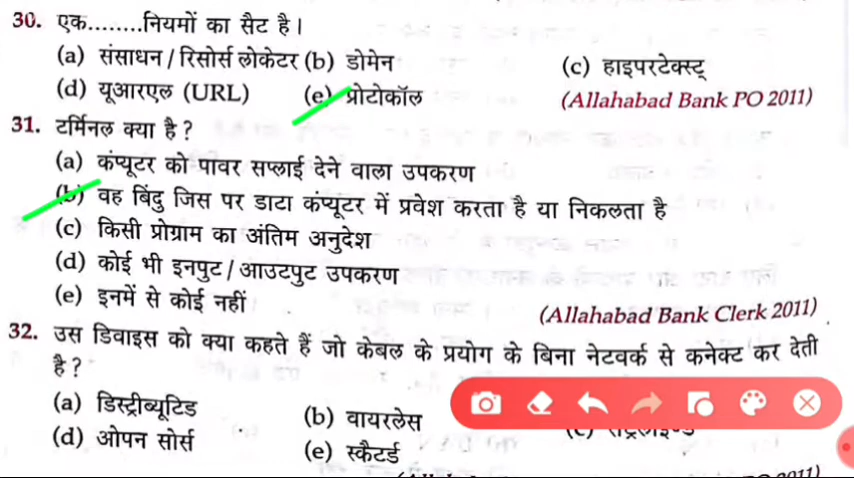 30. एक........नियमों का सैट है।
(a) संसाधन/रिसोर्स लोकेटर (b) डोमेन (c) हाइपरटेक्स्ट्
(d) यूआरएल (URL) (e) प्रोटोकॉल (Allahabad Bank PO 2011)
31. टर्मिनल क्या है?
(a) कंप्यूटर को पावर सप्लाई देने वाला उपकरण
(b) वह बिंदु जिस पर डाटा कंप्यूटर में प्रवेश करता है या निकलता है
(c) किसी प्रोग्राम का अंतिम अनुदेश
(d) कोई भी इनपुट/आउटपुट उपकरण
(e) इनमें से कोई नहीं (Allahabad Bank Clerk 2011)
32. उस डिवाइस को क्या कहते हैं जो केबल के प्रयोग के बिना नेटवर्क से कनेक्ट कर देती
है?
(a) डिस्ट्रीब्यूटिड (b) वायरलेस (c)
(d) ओपन सोर्स (e) स्कैटर्ड
2011)